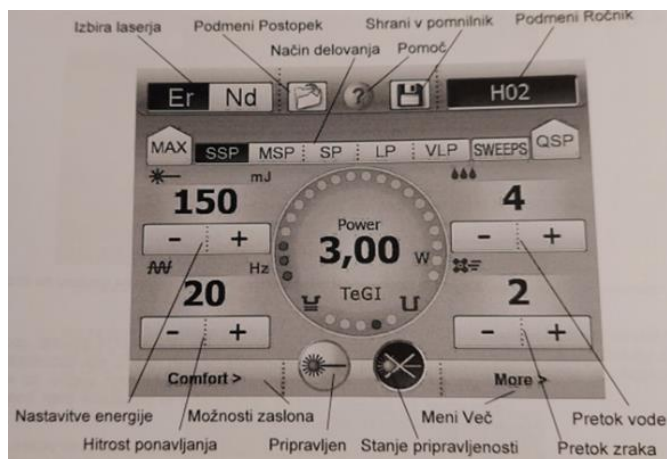 Izbira laserja Podmeni Postopek Shrani v pomnilnik Podmeni Ročnik
Način delovanja Pomoč
Er Nd ? H02
MAX SSP MSP SP LP VLP SWEEPS QSP
mJ
150 Power 4
- + 3,00 W - +
Hz
20 TeGI 2
- + - +
Comfort > More >
Nastavitve energije Možnosti zaslona Meni Več Pretok vode
Hitrost ponavljanja Pripravljen Stanje pripravljenosti Pretok zraka